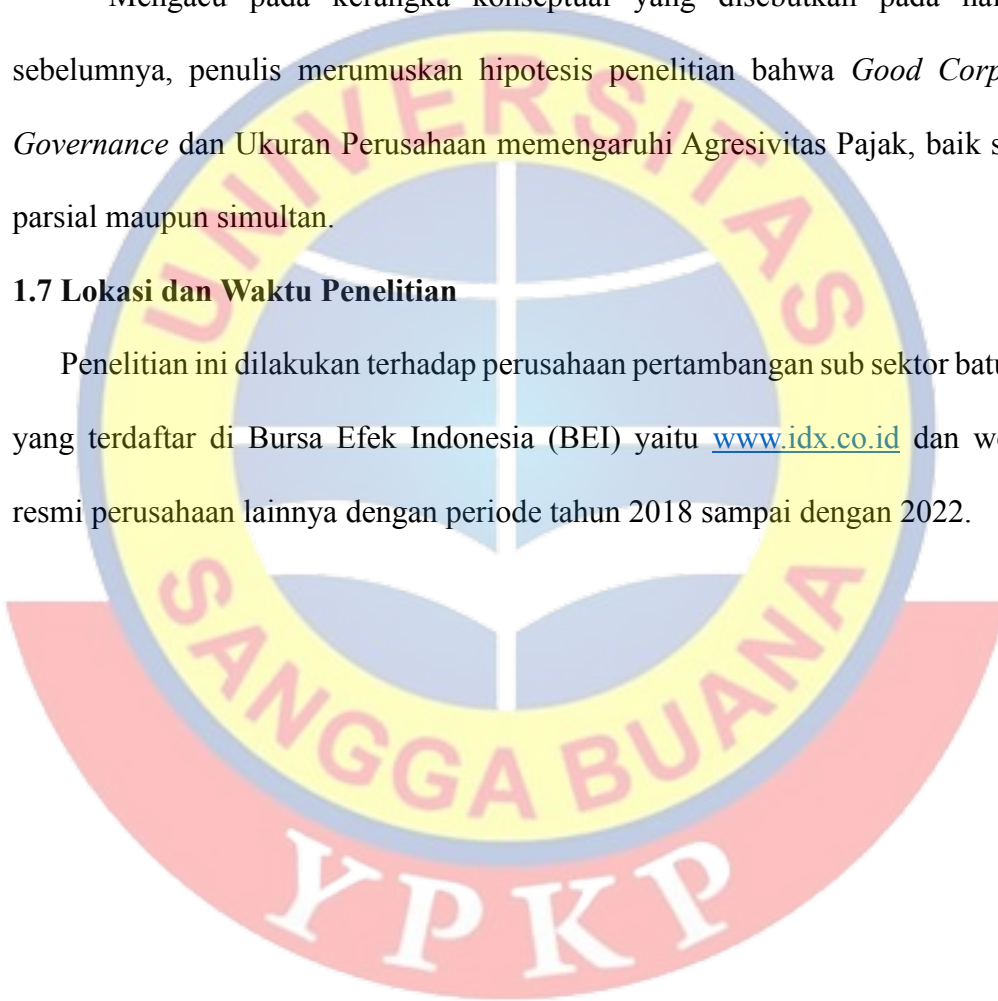 Mengacu pada kerangka konseptual yang disebutkan pada
sebelumnya, penulis merumuskan hipotesis penelitian bahwa Good Corp
Governance dan Ukuran Perusahaan memengaruhi Agresivitas Pajak, baik s
parsial maupun simultan.
1.7 Lokasi dan Waktu Penelitian
Penelitian ini dilakukan terhadap perusahaan pertambangan sub sektor batu
yang terdaftar di Bursa Efek Indonesia (BEI) yaitu www.idx.co.id dan w
resmi perusahaan lainnya dengan periode tahun 2018 sampai dengan 2022.
UNIVERSITAS
SANGGA BUANA
YPKP